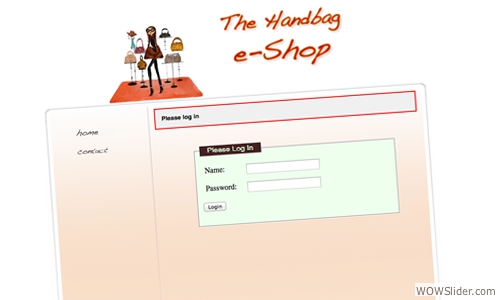 The Handbag
e-Shop
Please log in
home
contact
Please Log In
Name:
Password:
Login
WOWSlider.com